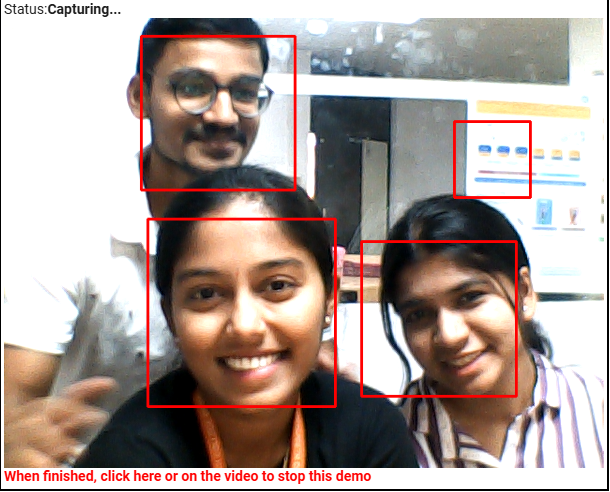 Status:Capturing...
When finished, click here or on the video to stop this demo